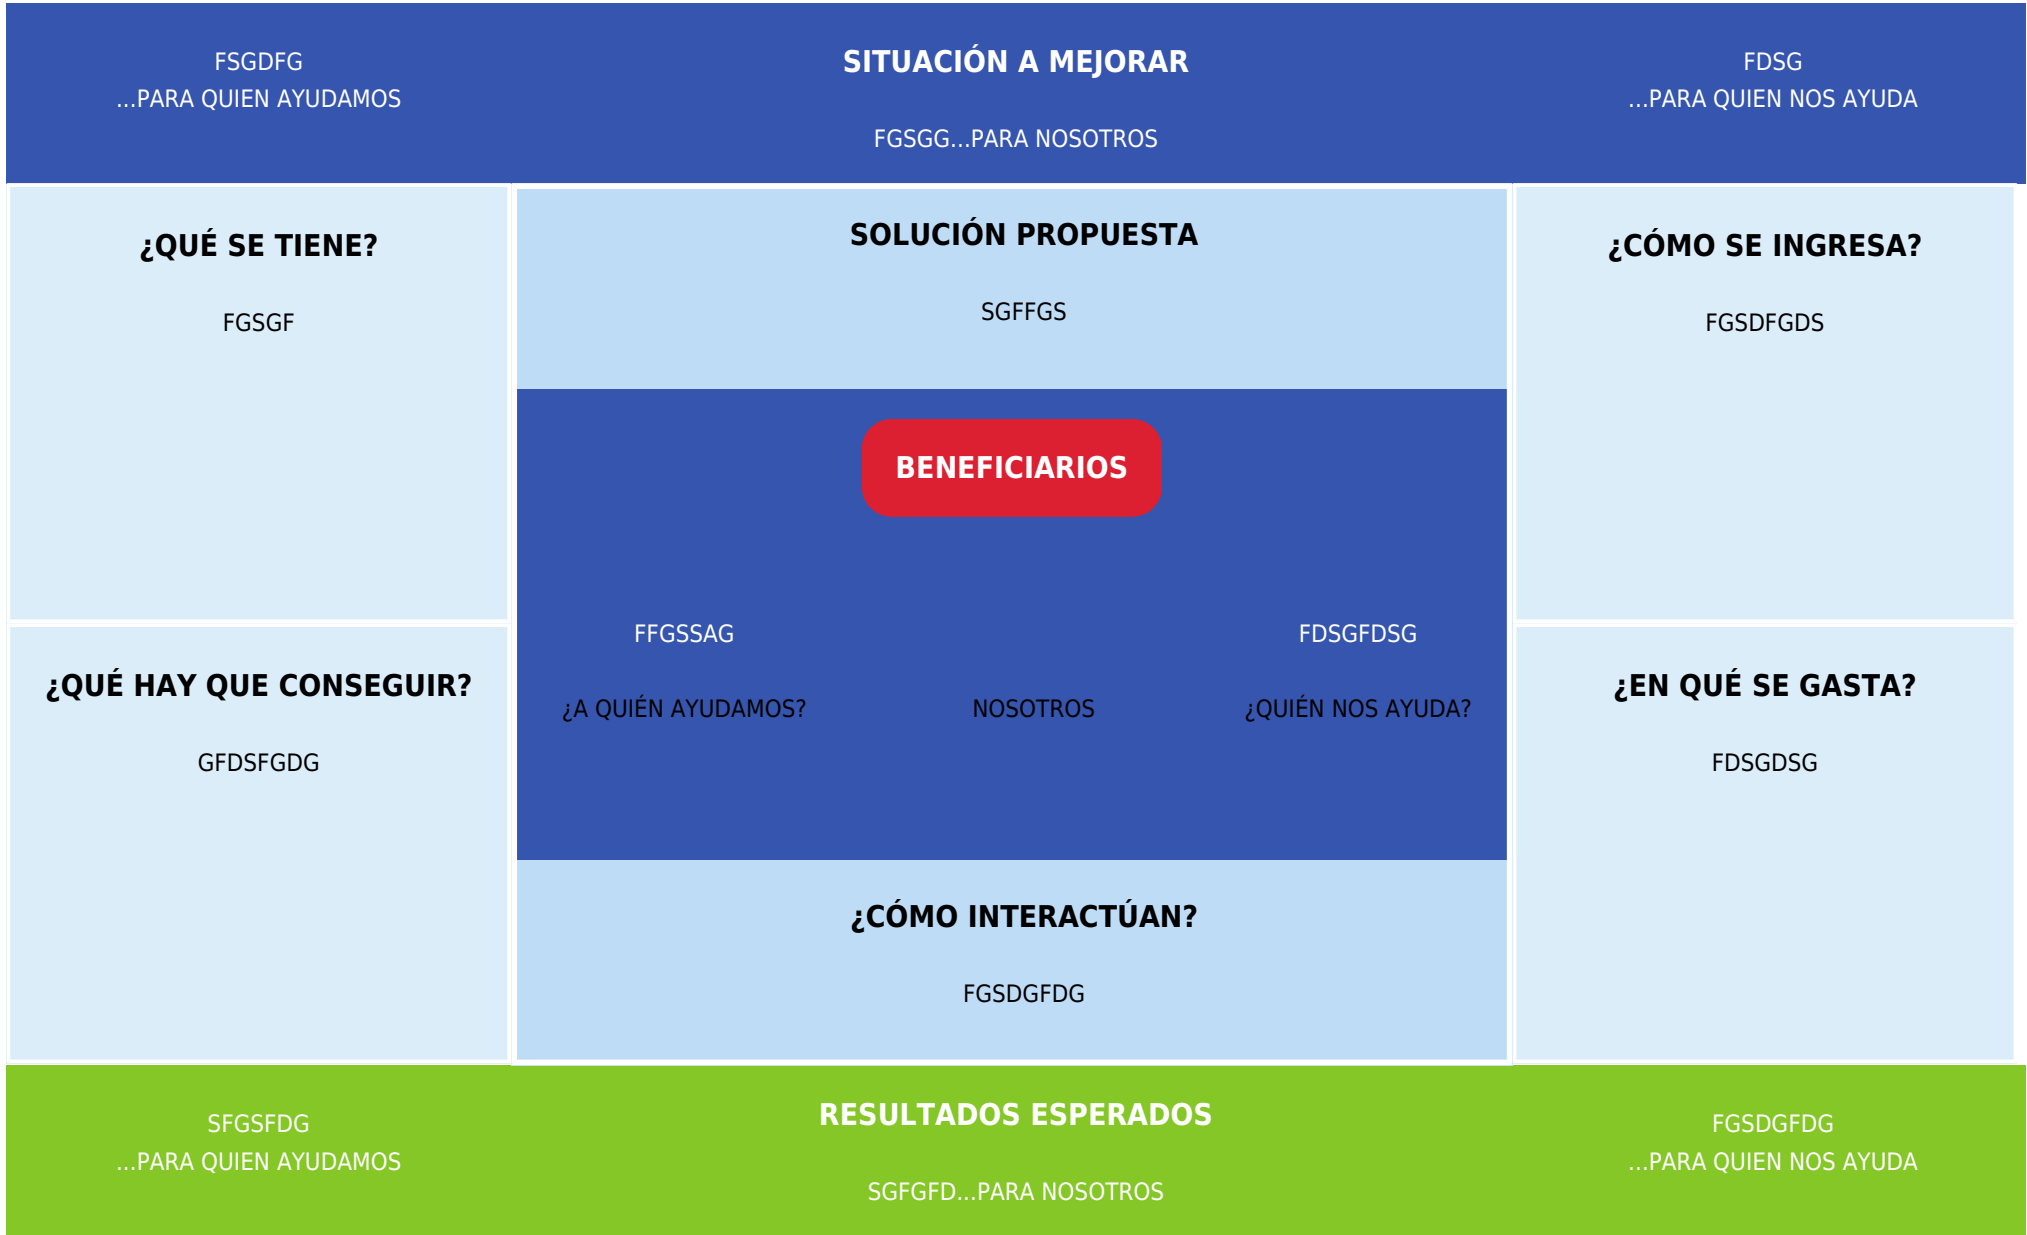 FSGDFG
...PARA QUIEN AYUDAMOS
SITUACIÓN A MEJORAR
FGSGG...PARA NOSOTROS
FDSG
...PARA QUIEN NOS AYUDA
¿QUÉ SE TIENE?
FGSGF
SOLUCIÓN PROPUESTA
SGFFGS
¿CÓMO SE INGRESA?
FGSDFGDS
BENEFICIARIOS
FFGSSAG
¿A QUIÉN AYUDAMOS?
NOSOTROS
FDSGFDSG
¿QUIÉN NOS AYUDA?
¿QUÉ HAY QUE CONSEGUIR?
GFDSFGDG
¿EN QUÉ SE GASTA?
FDSGDSG
¿CÓMO INTERACTÚAN?
FGSDGFDG
SFGSFDG
...PARA QUIEN AYUDAMOS
RESULTADOS ESPERADOS
SGFGFD...PARA NOSOTROS
FGSDGFDG
...PARA QUIEN NOS AYUDA